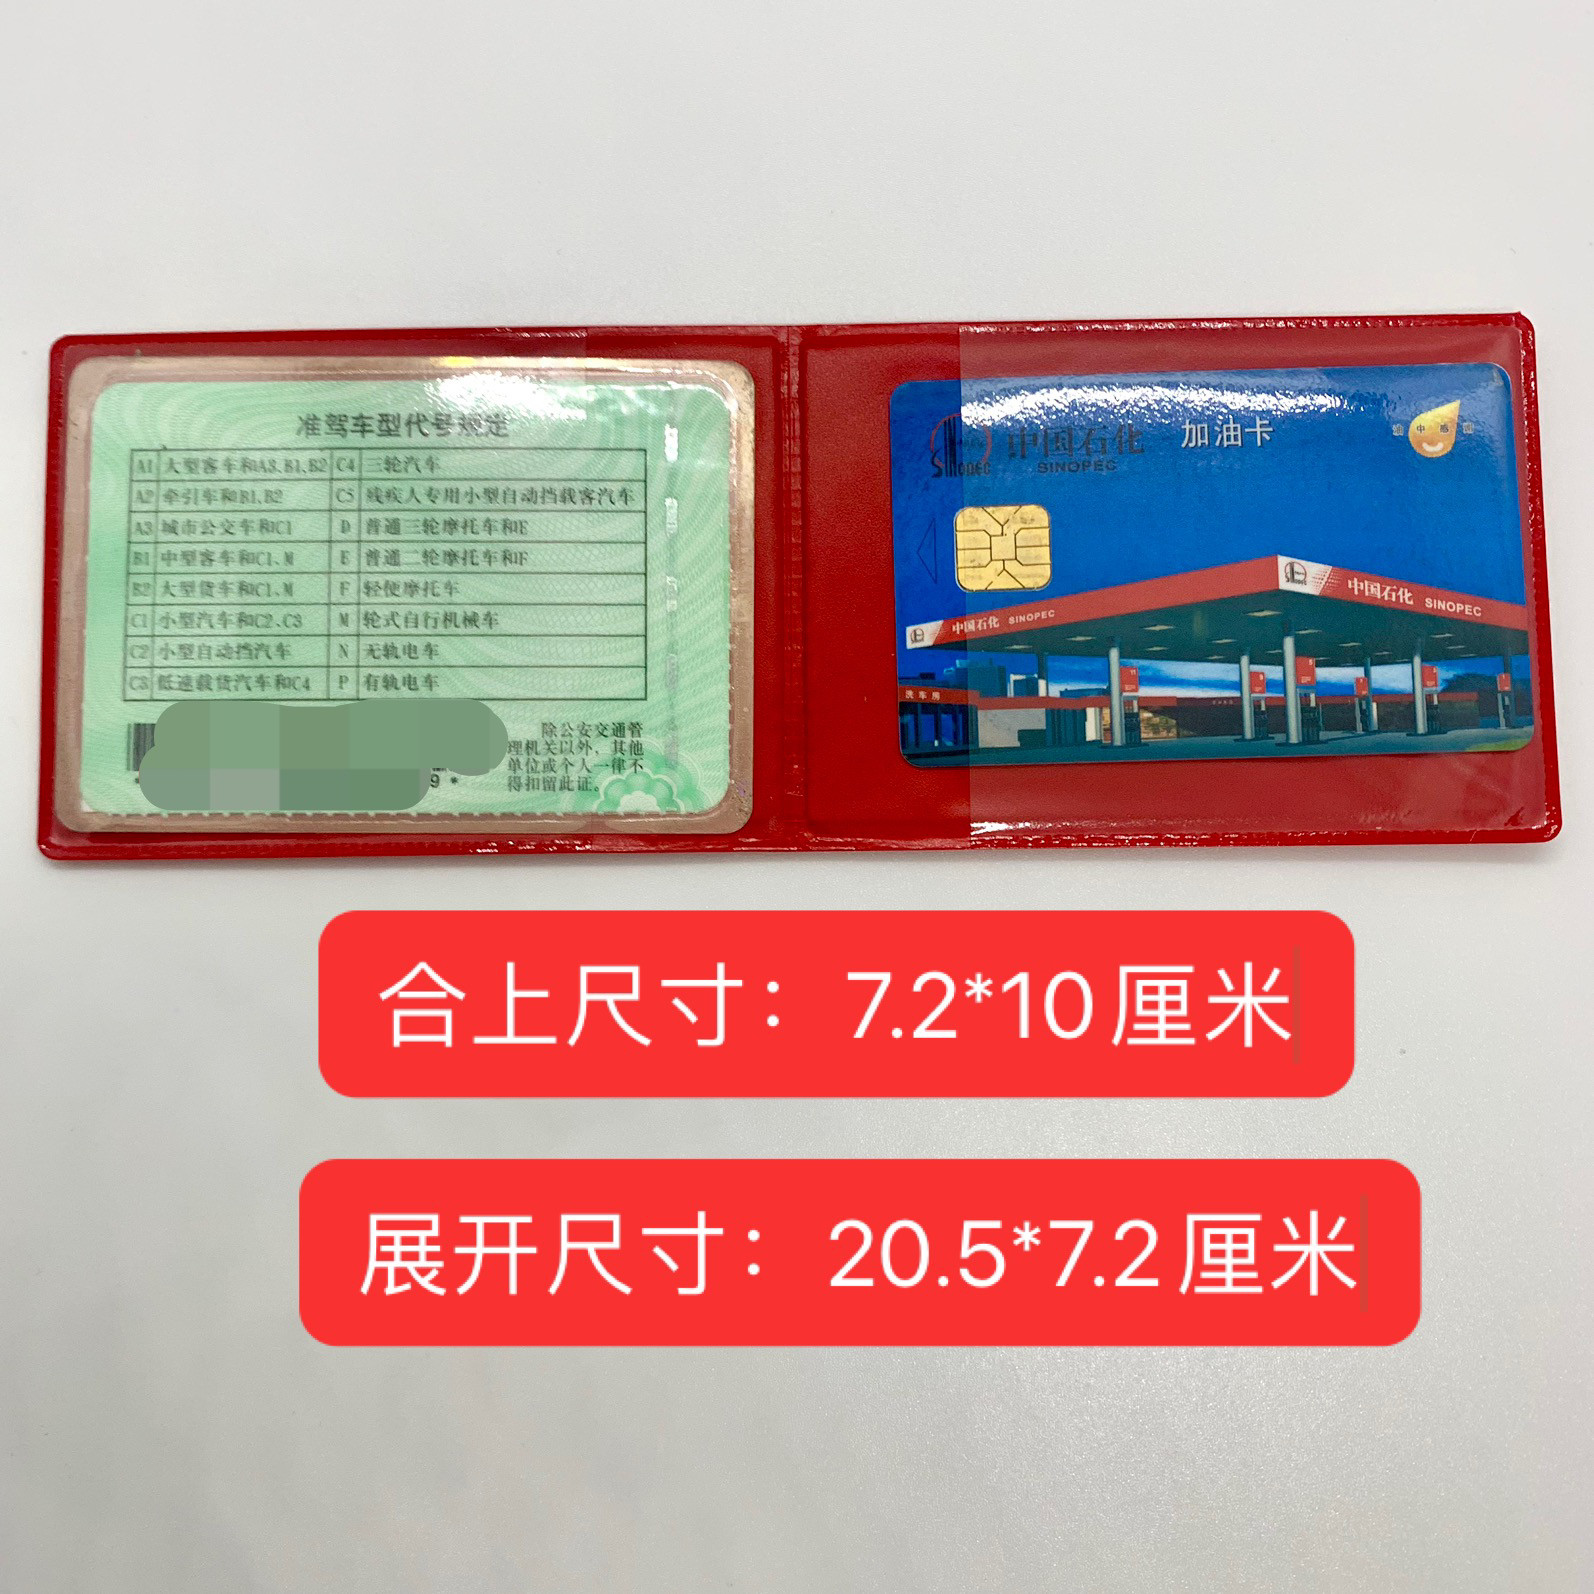 准驾车型代号规定
A1 大型客车和A3、B1、B2 C4 三轮汽车
A2 牵引车和B1、B2 C5 残疾人专用小型自动挡载客汽车
A3 城市公交车和C1 D 普通三轮摩托车和E
B1 中型客车和C1、M E 普通二轮摩托车和F
B2 大型货车和C1、M F 轻便摩托车
C1 小型汽车和C2、C3 M 轮式自行机械车
C2 小型自动挡汽车 N 无轨电车
C3 低速载货汽车和C4 P 有轨电车
除公安交通管
理机关以外，其他
单位或个人一律不
得扣留此证。
9 *
中国石化 加油卡
SINOPEC
SINOPEC
中国石化 SINOPEC
中国石化 SINOPEC
洗车房
合上尺寸：7.2*10厘米
展开尺寸：20.5*7.2厘米